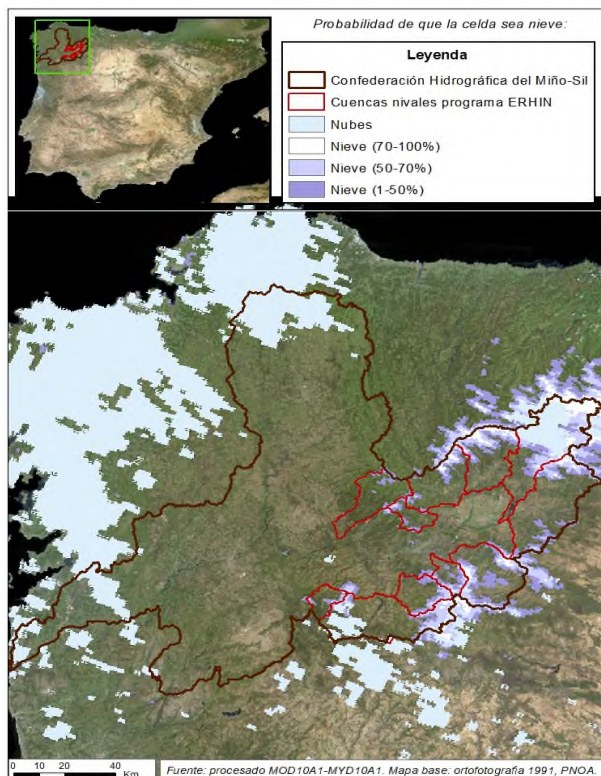 Probabilidad de que la celda sea nieve:
Leyenda
Confederación Hidrográfica del Miño-Sil
Cuencas nivales programa ERHIN
Nubes
Nieve (70-100%)
Nieve (50-70%)
Nieve (1-50%)
0 10 20 40
Km
Fuente: procesado MOD10A1-MYD10A1. Mapa base: ortofotografía 1991, PNOA.